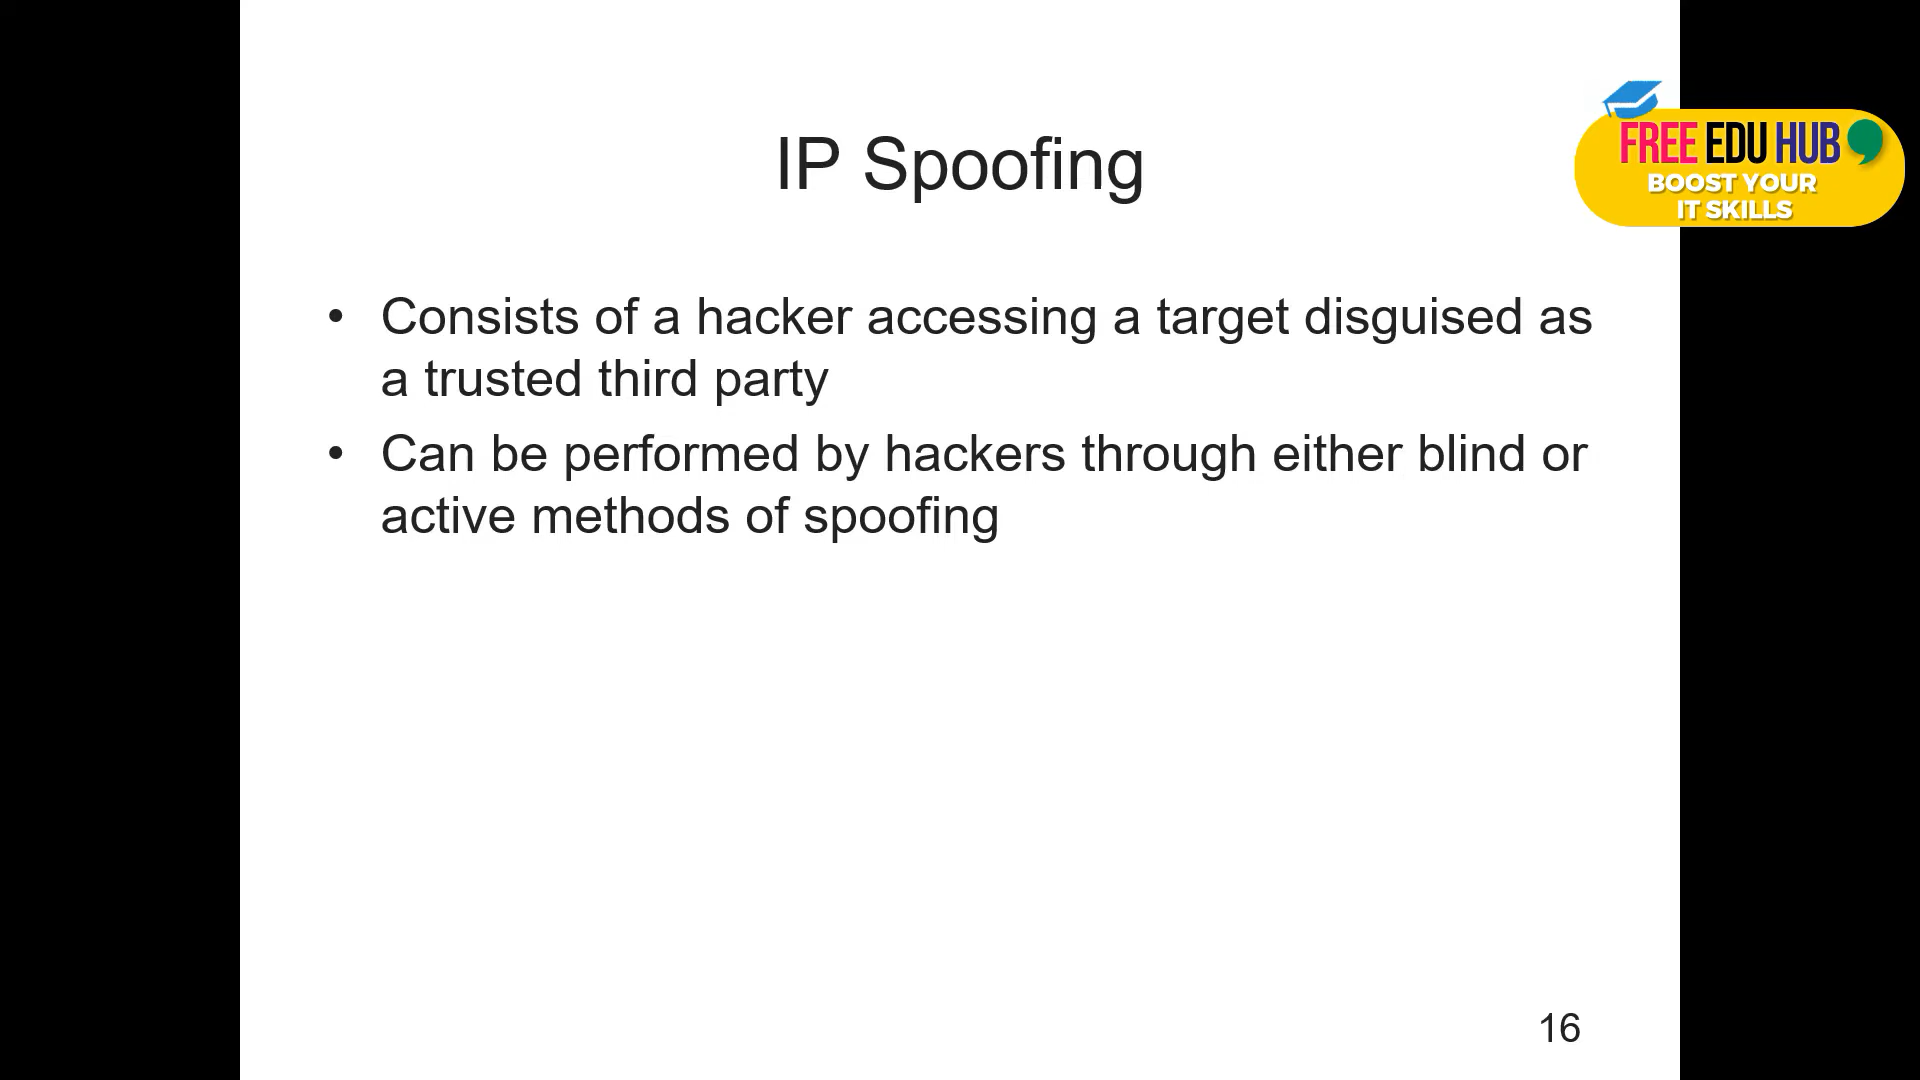 IP Spoofing
FREE EDU HUB
BOOST YOUR
IT SKILLS
• Consists of a hacker accessing a target disguised as
a trusted third party
• Can be performed by hackers through either blind or
active methods of spoofing
16